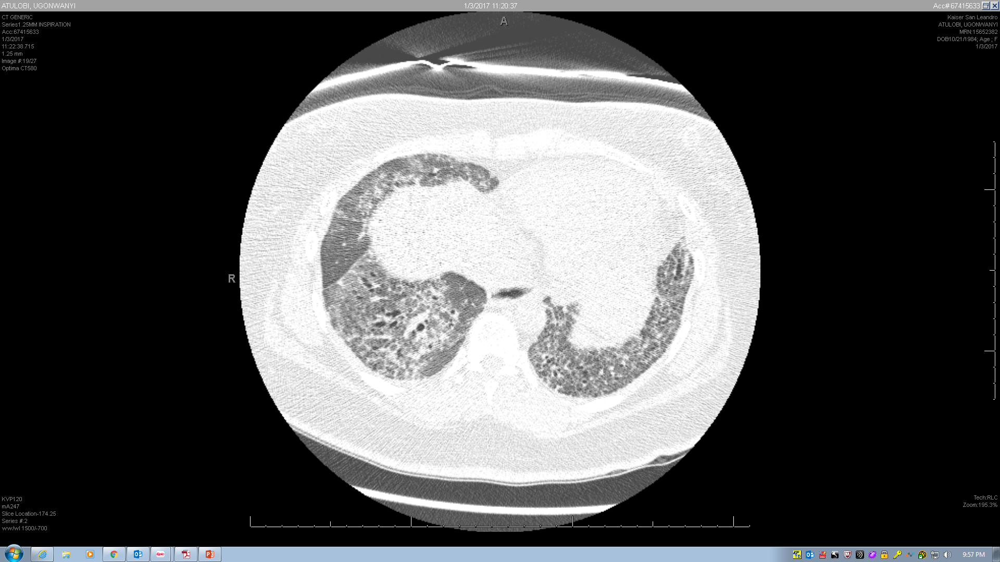 ATULOBI, UGONWANYI
1/3/2017 11:20:37
Acc# 67415633
CT GENERIC
Series1.25MM INSPIRATION
Acc:67415633
1/3/2017
11:22:38.715
1.25 mm
Image #:19/27
Optima CT580
Kaiser San Leandro
ATULOBI, UGONWANYI
MRN:15652382
DOB10/21/1984; Age ; F
1/3/2017
A
R
KVP120
mA247
Slice Location-174.25
Series #:2
ww/wl 1500/-700
Tech:RLC
Zoom:195.3%
Epic
9:57 PM